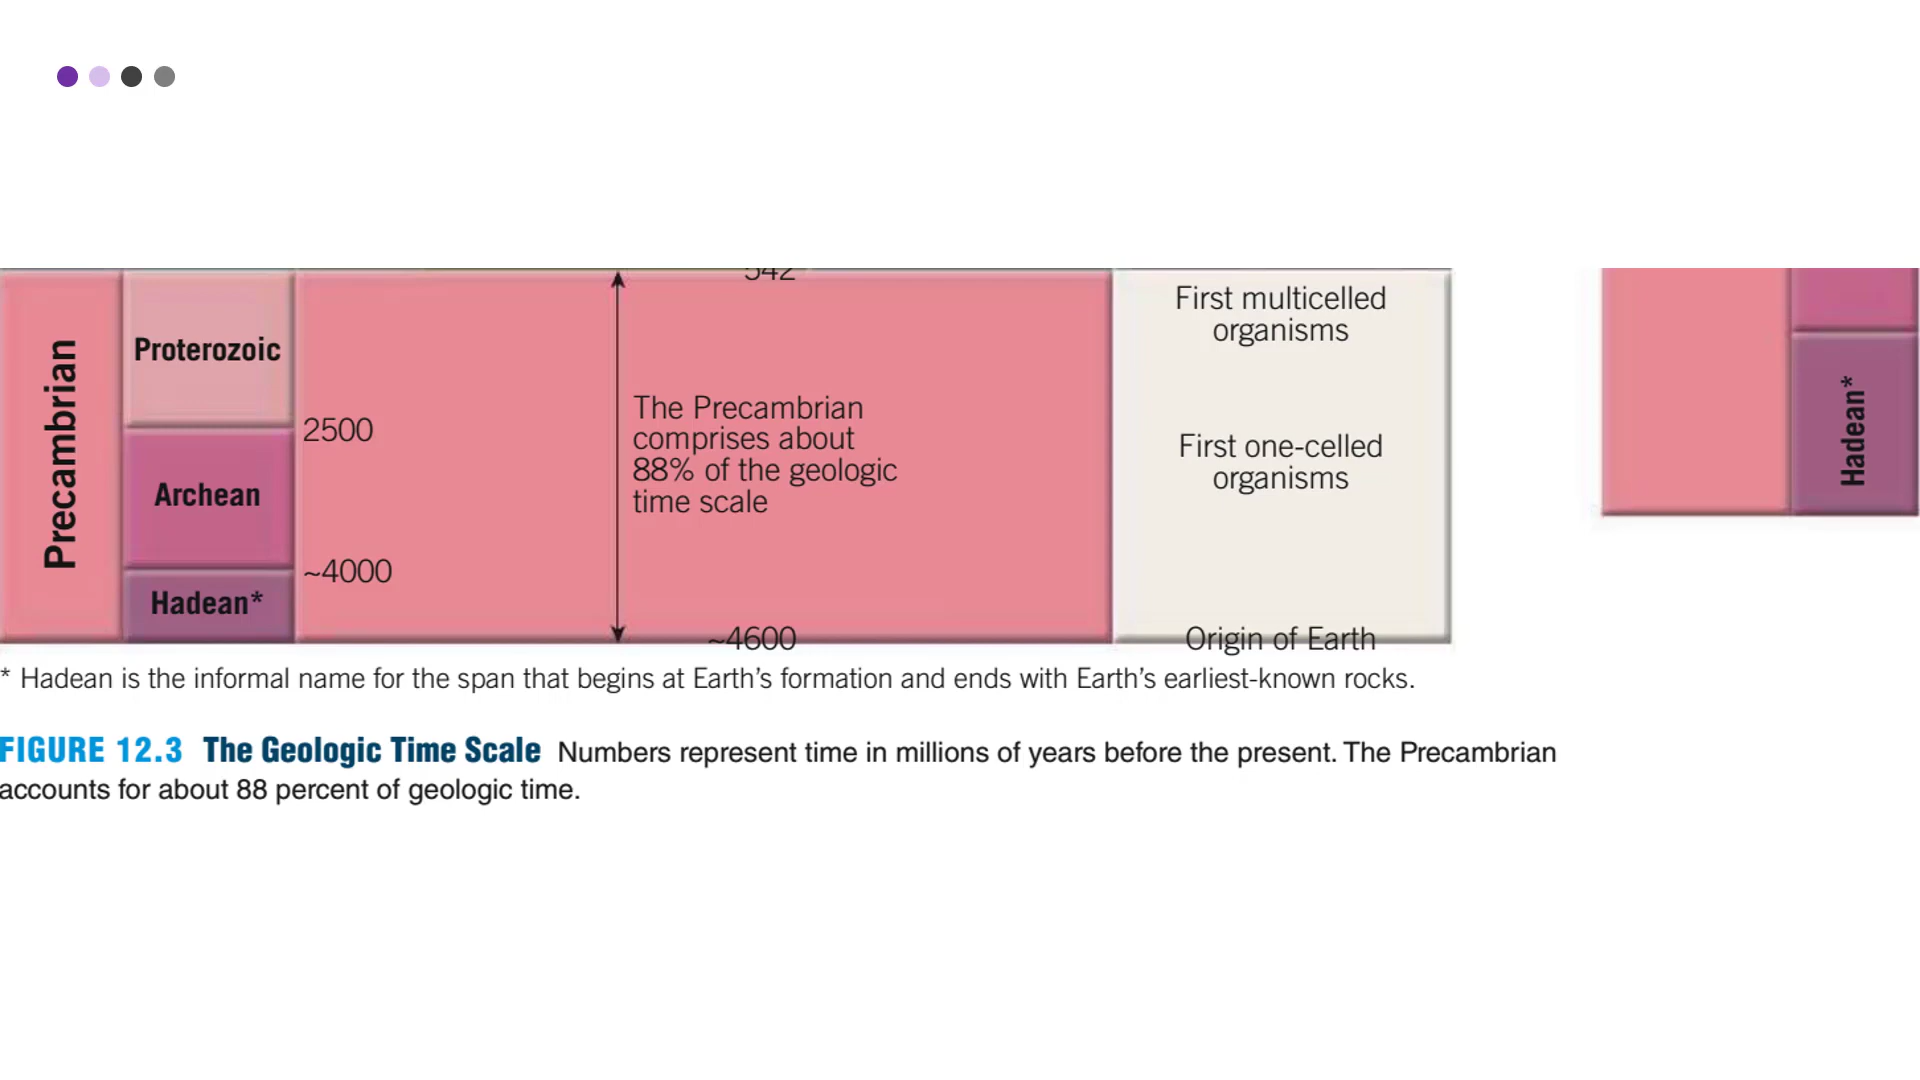 542
Precambrian
Proterozoic
2500
Archean
~4000
Hadean*
The Precambrian
comprises about
88% of the geologic
time scale
~4600
First multicelled
organisms
First one-celled
organisms
Origin of Earth
Hadean*
* Hadean is the informal name for the span that begins at Earth’s formation and ends with Earth’s earliest-known rocks.
FIGURE 12.3 The Geologic Time Scale Numbers represent time in millions of years before the present. The Precambrian
accounts for about 88 percent of geologic time.